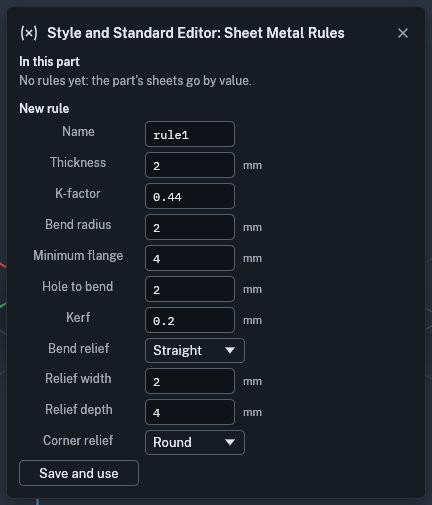 (×) Style and Standard Editor: Sheet Metal Rules ×
In this part
No rules yet: the part's sheets go by value.
New rule
Name rule1
Thickness 2 mm
K-factor 0.44
Bend radius 2 mm
Minimum flange 4 mm
Hole to bend 2 mm
Kerf 0.2 mm
Bend relief Straight
Relief width 2 mm
Relief depth 4 mm
Corner relief Round
Save and use